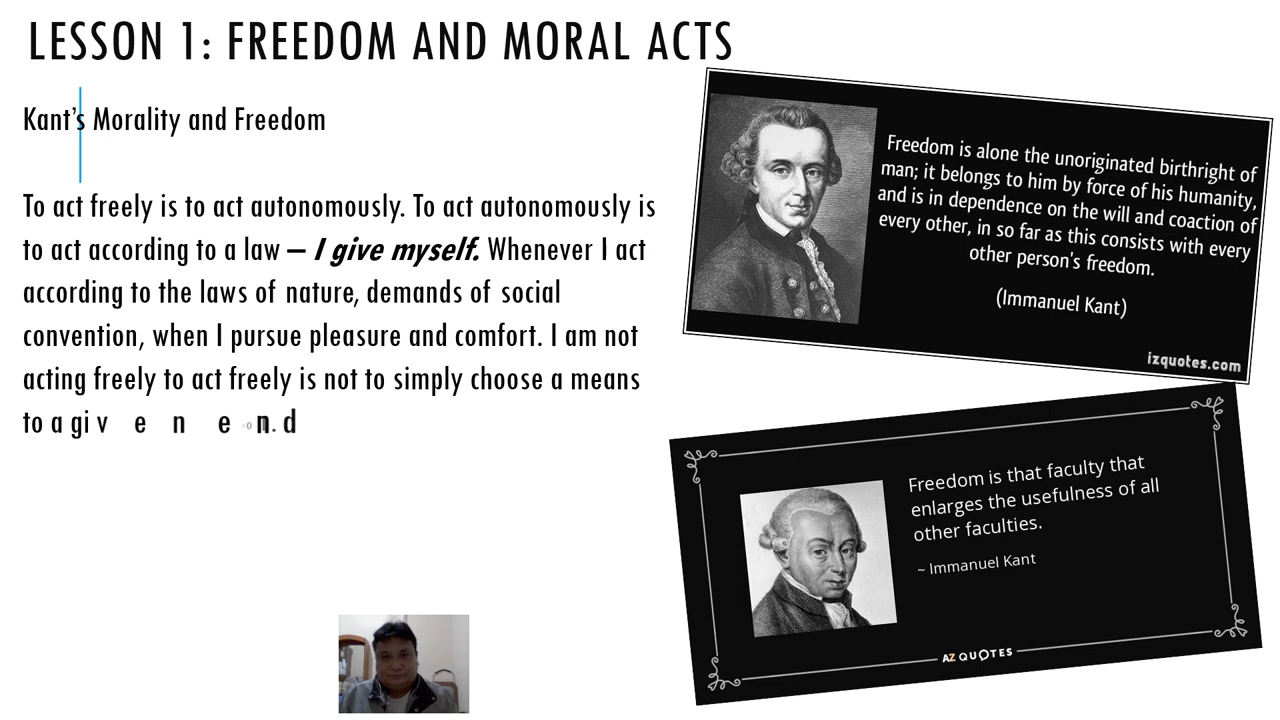 LESSON 1: FREEDOM AND MORAL ACTS
Kant's Morality and Freedom
To act freely is to act autonomously. To act autonomously is
to act according to a law – I give myself. Whenever I act
according to the laws of nature, demands of social
convention, when I pursue pleasure and comfort. I am not
acting freely to act freely is not to simply choose a means
to a giv e n e n.d
Freedom is alone the unoriginated birthright of
man; it belongs to him by force of his humanity,
and is in dependence on the will and coaction of
every other, in so far as this consists with every
other person's freedom.
(Immanuel Kant)
izquotes.com
Freedom is that faculty that
enlarges the usefulness of all
other faculties.
~ Immanuel Kant
AZ QUOTES